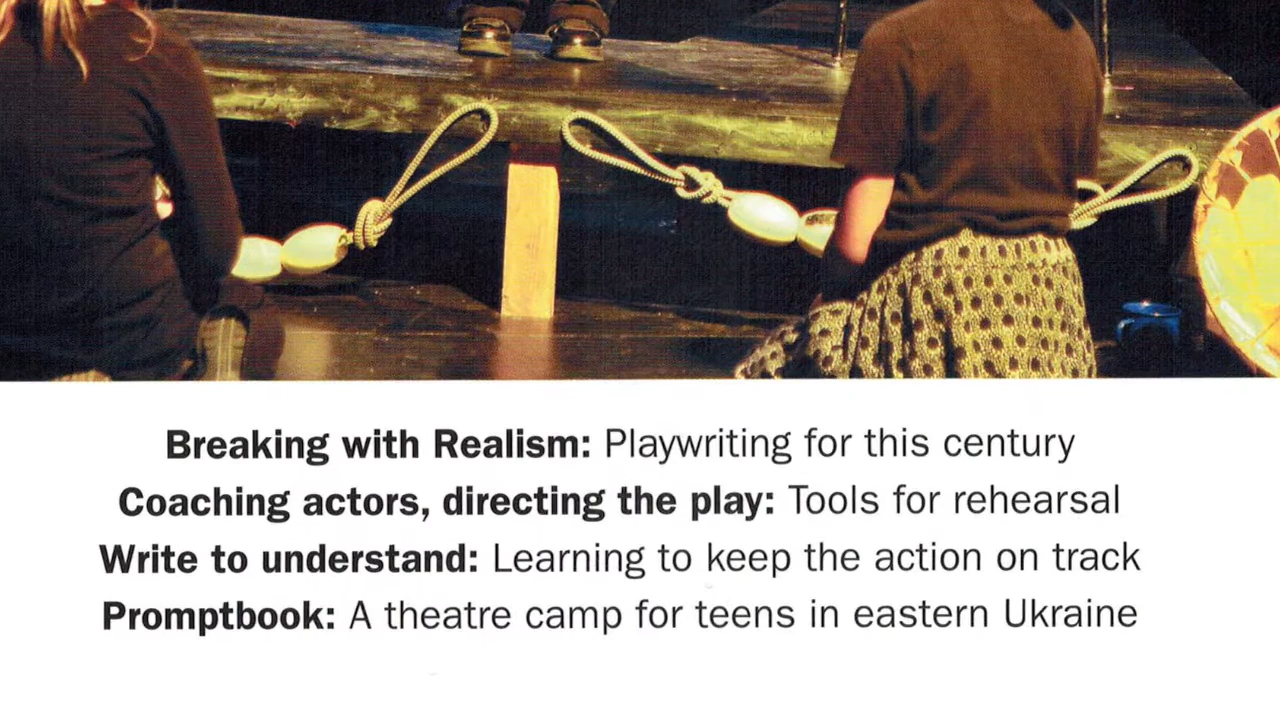 Breaking with Realism: Playwriting for this century
Coaching actors, directing the play: Tools for rehearsal
Write to understand: Learning to keep the action on track
Promptbook: A theatre camp for teens in eastern Ukraine